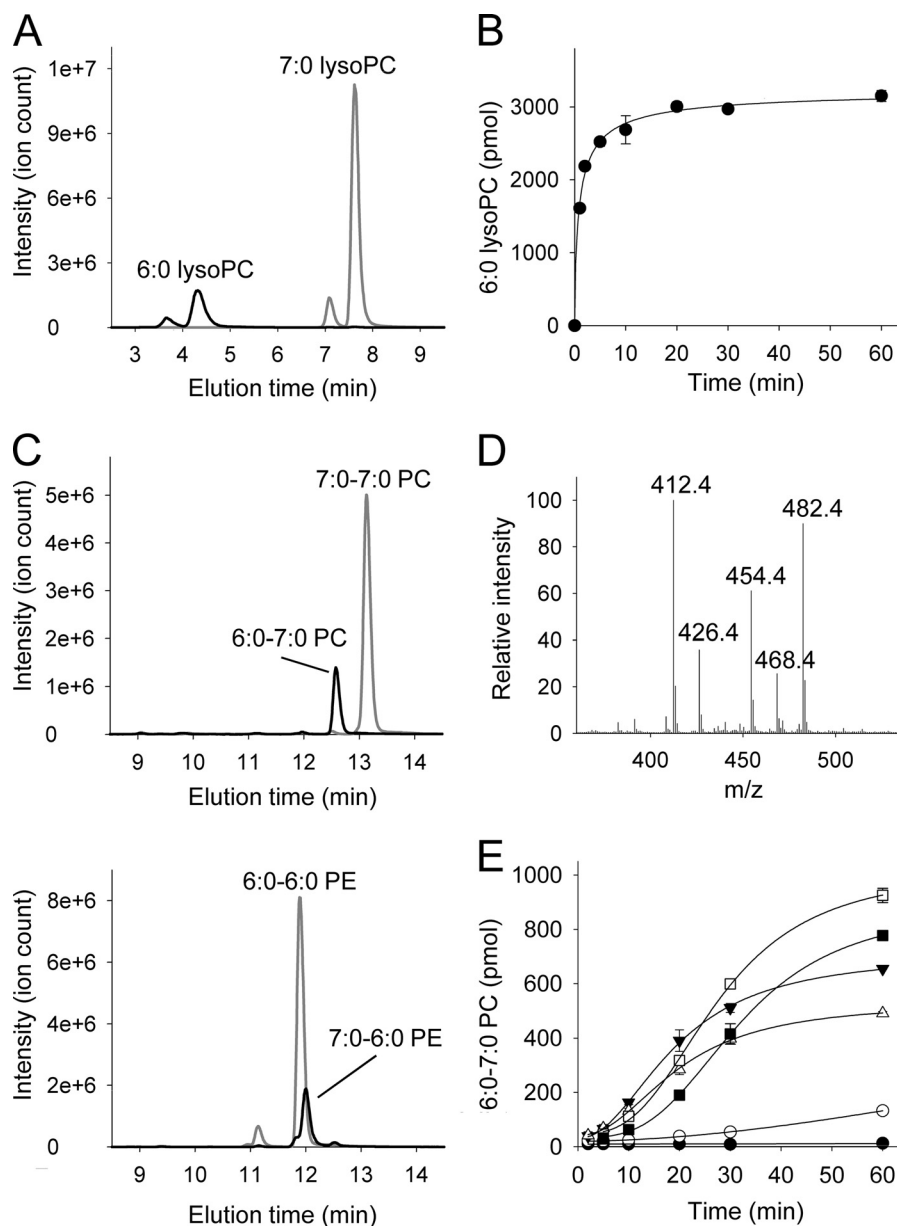 A
Intensity (ion count)
1e+7
9e+6
6e+6
3e+6
0
7:0 lysoPC
6:0 lysoPC
3 4 5 6 7 8 9
Elution time (min)
B
6:0 lysoPC (pmol)
3000
2000
1000
0
0 10 20 30 40 50 60
Time (min)
C
Intensity (ion count)
5e+6
4e+6
3e+6
2e+6
1e+6
0
7:0-7:0 PC
6:0-7:0 PC
9 10 11 12 13 14
Elution time (min)
D
Relative intensity
100
80
60
40
20
0
412.4
482.4
454.4
426.4
468.4
400 450 500
m/z
Intensity (ion count)
8e+6
6e+6
4e+6
2e+6
0
6:0-6:0 PE
7:0-6:0 PE
9 10 11 12 13 14
Elution time (min)
E
6:0-7:0 PC (pmol)
1000
800
600
400
200
0
0 10 20 30 40 50 60
Time (min)